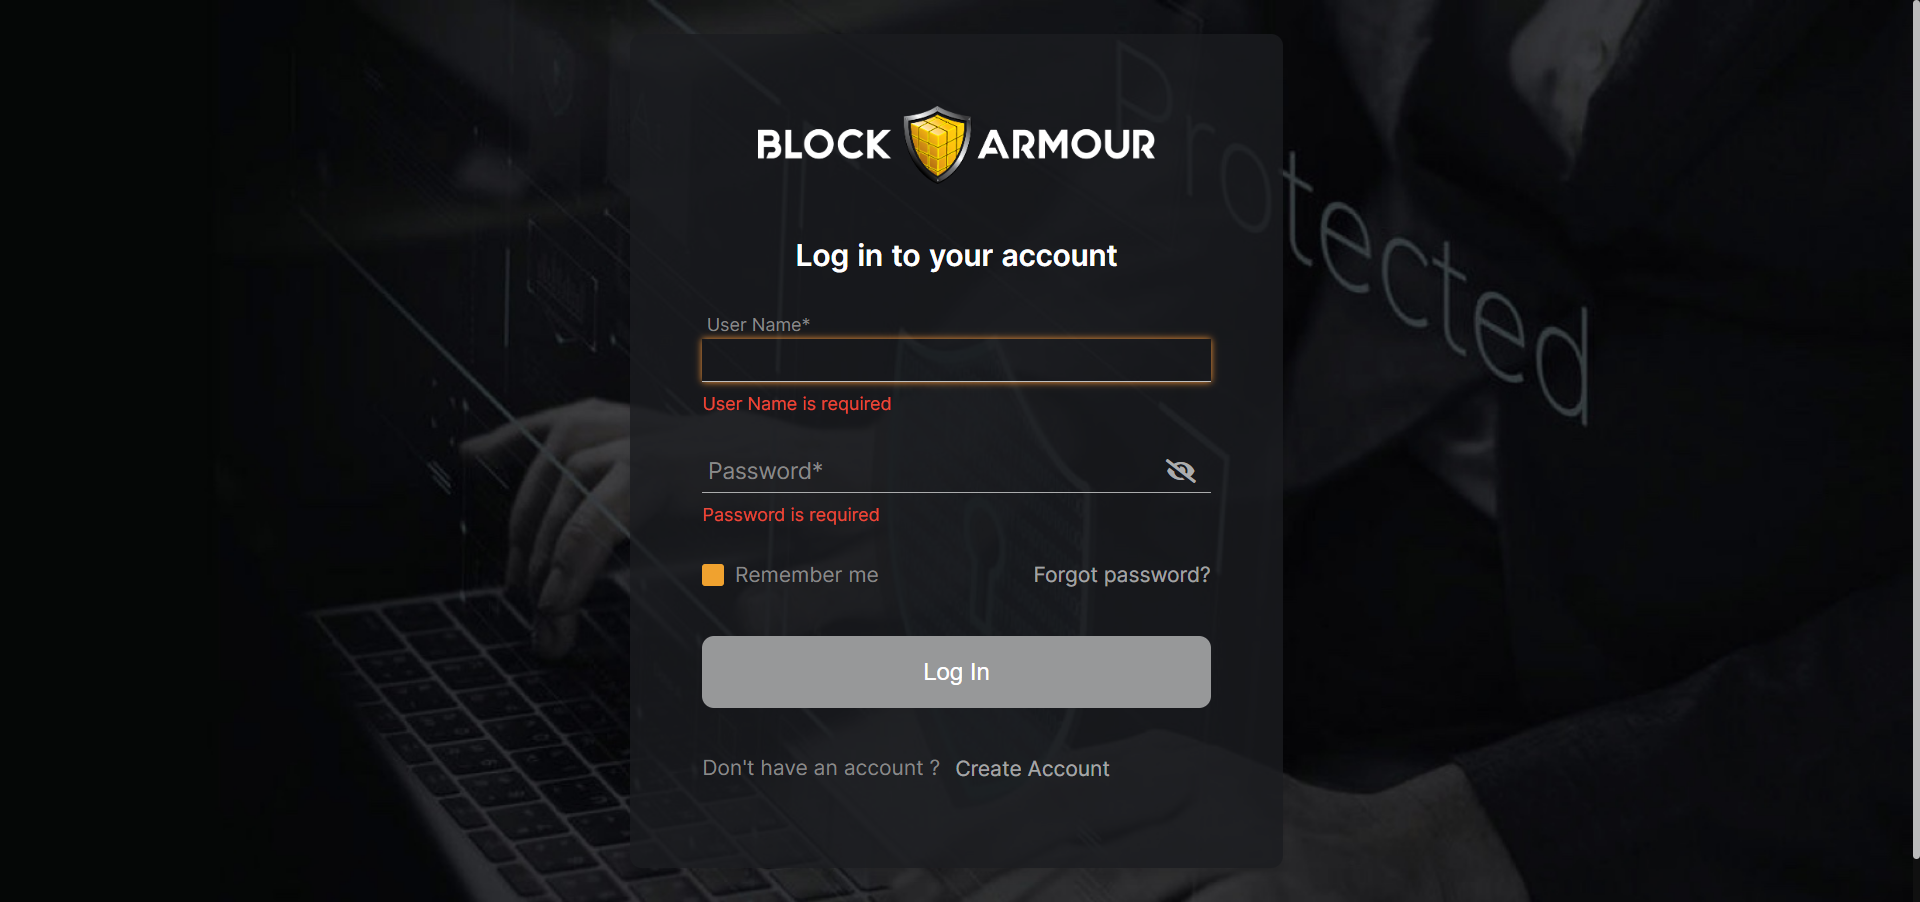 BLOCK ARMOUR
Protected
Log in to your account
User Name*
User Name is required
Password*
Password is required
Remember me
Forgot password?
Log In
Don't have an account ? Create Account